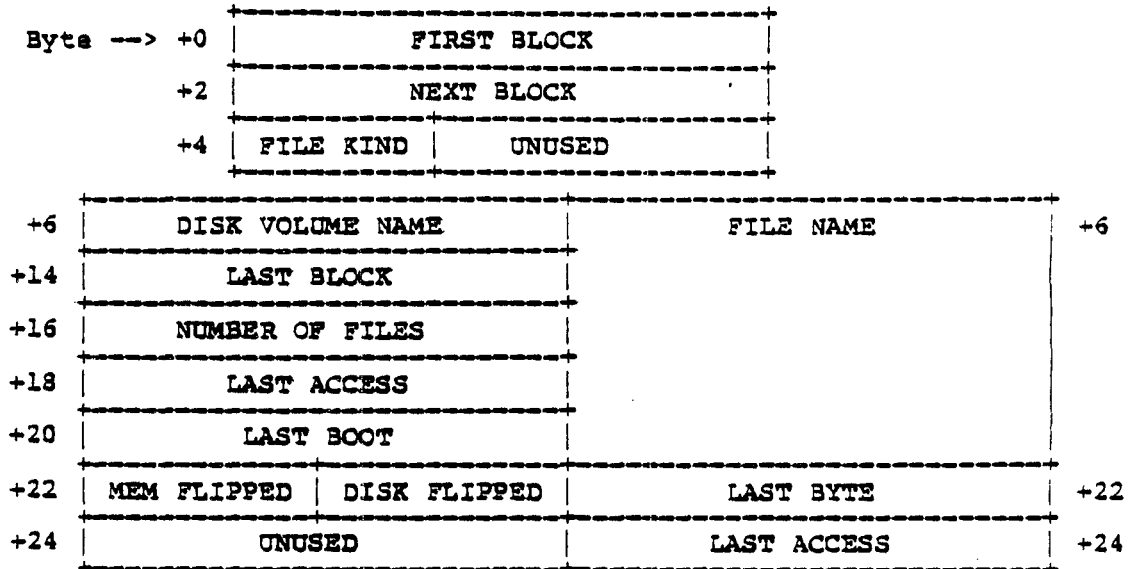 Byte --> +0 FIRST BLOCK
+2 NEXT BLOCK
+4 FILE KIND UNUSED
+6 DISK VOLUME NAME FILE NAME +6
+14 LAST BLOCK
+16 NUMBER OF FILES
+18 LAST ACCESS
+20 LAST BOOT
+22 MEM FLIPPED DISK FLIPPED LAST BYTE +22
+24 UNUSED LAST ACCESS +24